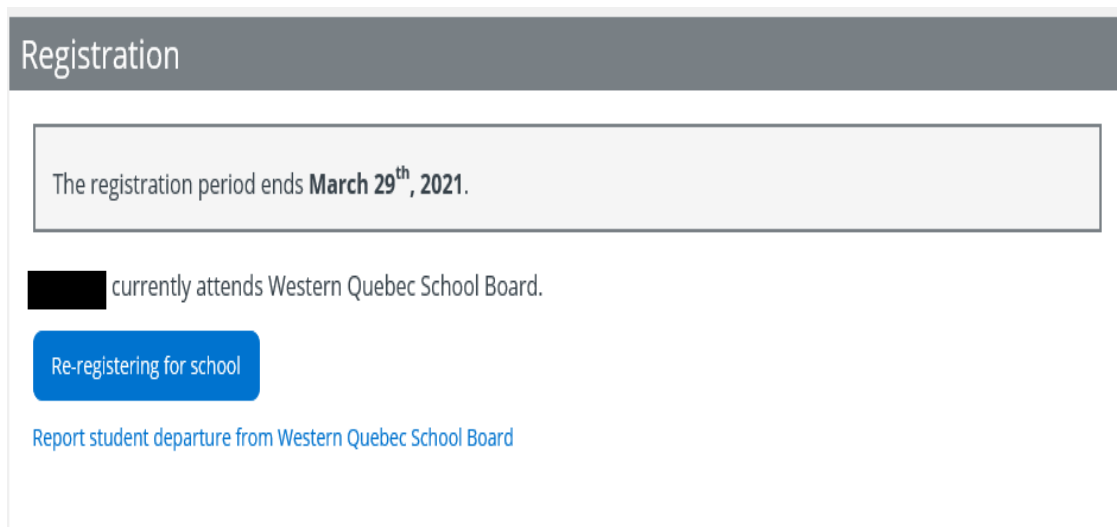 Registration
The registration period ends March 29th, 2021.
currently attends Western Quebec School Board.
Re-registering for school
Report student departure from Western Quebec School Board